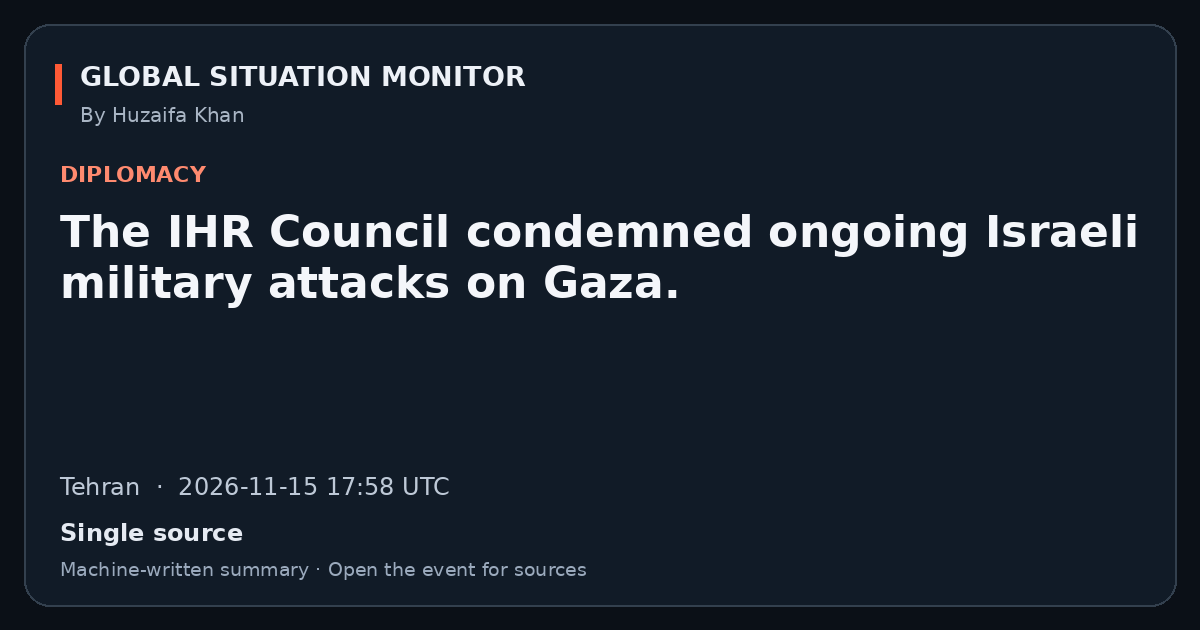 GLOBAL SITUATION MONITOR
By Huzaifa Khan
DIPLOMACY
The IHR Council condemned ongoing Israeli
military attacks on Gaza.
Tehran · 2026-11-15 17:58 UTC
Single source
Machine-written summary · Open the event for sources